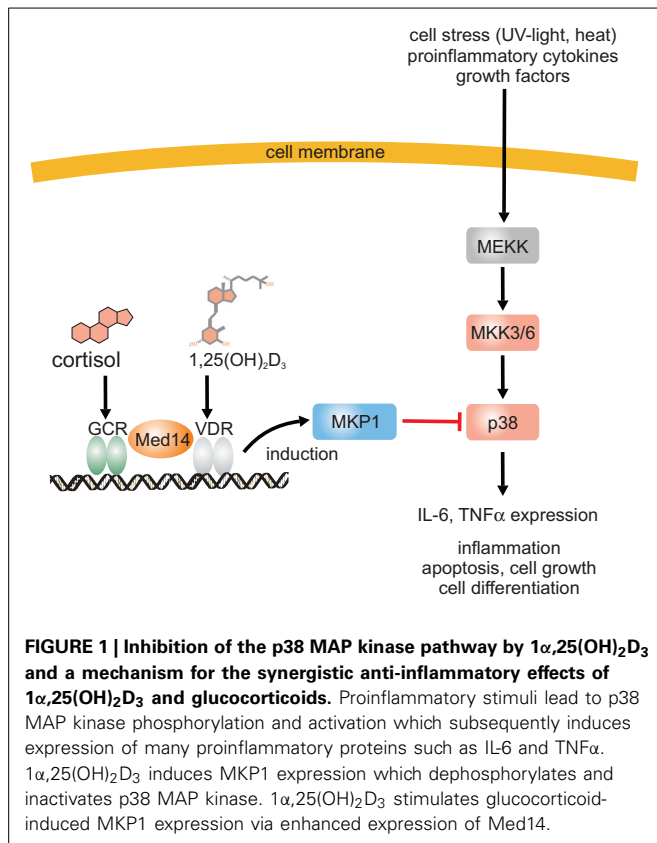 cell stress (UV-light, heat)
proinflammatory cytokines
growth factors
cell membrane
MEKK
MKK3/6
cortisol
1,25(OH)₂D₃
GCR
Med14
VDR
induction
MKP1
p38
IL-6, TNFα expression
inflammation
apoptosis, cell growth
cell differentiation
FIGURE 1 | Inhibition of the p38 MAP kinase pathway by 1α,25(OH)₂D₃
and a mechanism for the synergistic anti-inflammatory effects of
1α,25(OH)₂D₃ and glucocorticoids. Proinflammatory stimuli lead to p38
MAP kinase phosphorylation and activation which subsequently induces
expression of many proinflammatory proteins such as IL-6 and TNFα.
1α,25(OH)₂D₃ induces MKP1 expression which dephosphorylates and
inactivates p38 MAP kinase. 1α,25(OH)₂D₃ stimulates glucocorticoid-
induced MKP1 expression via enhanced expression of Med14.